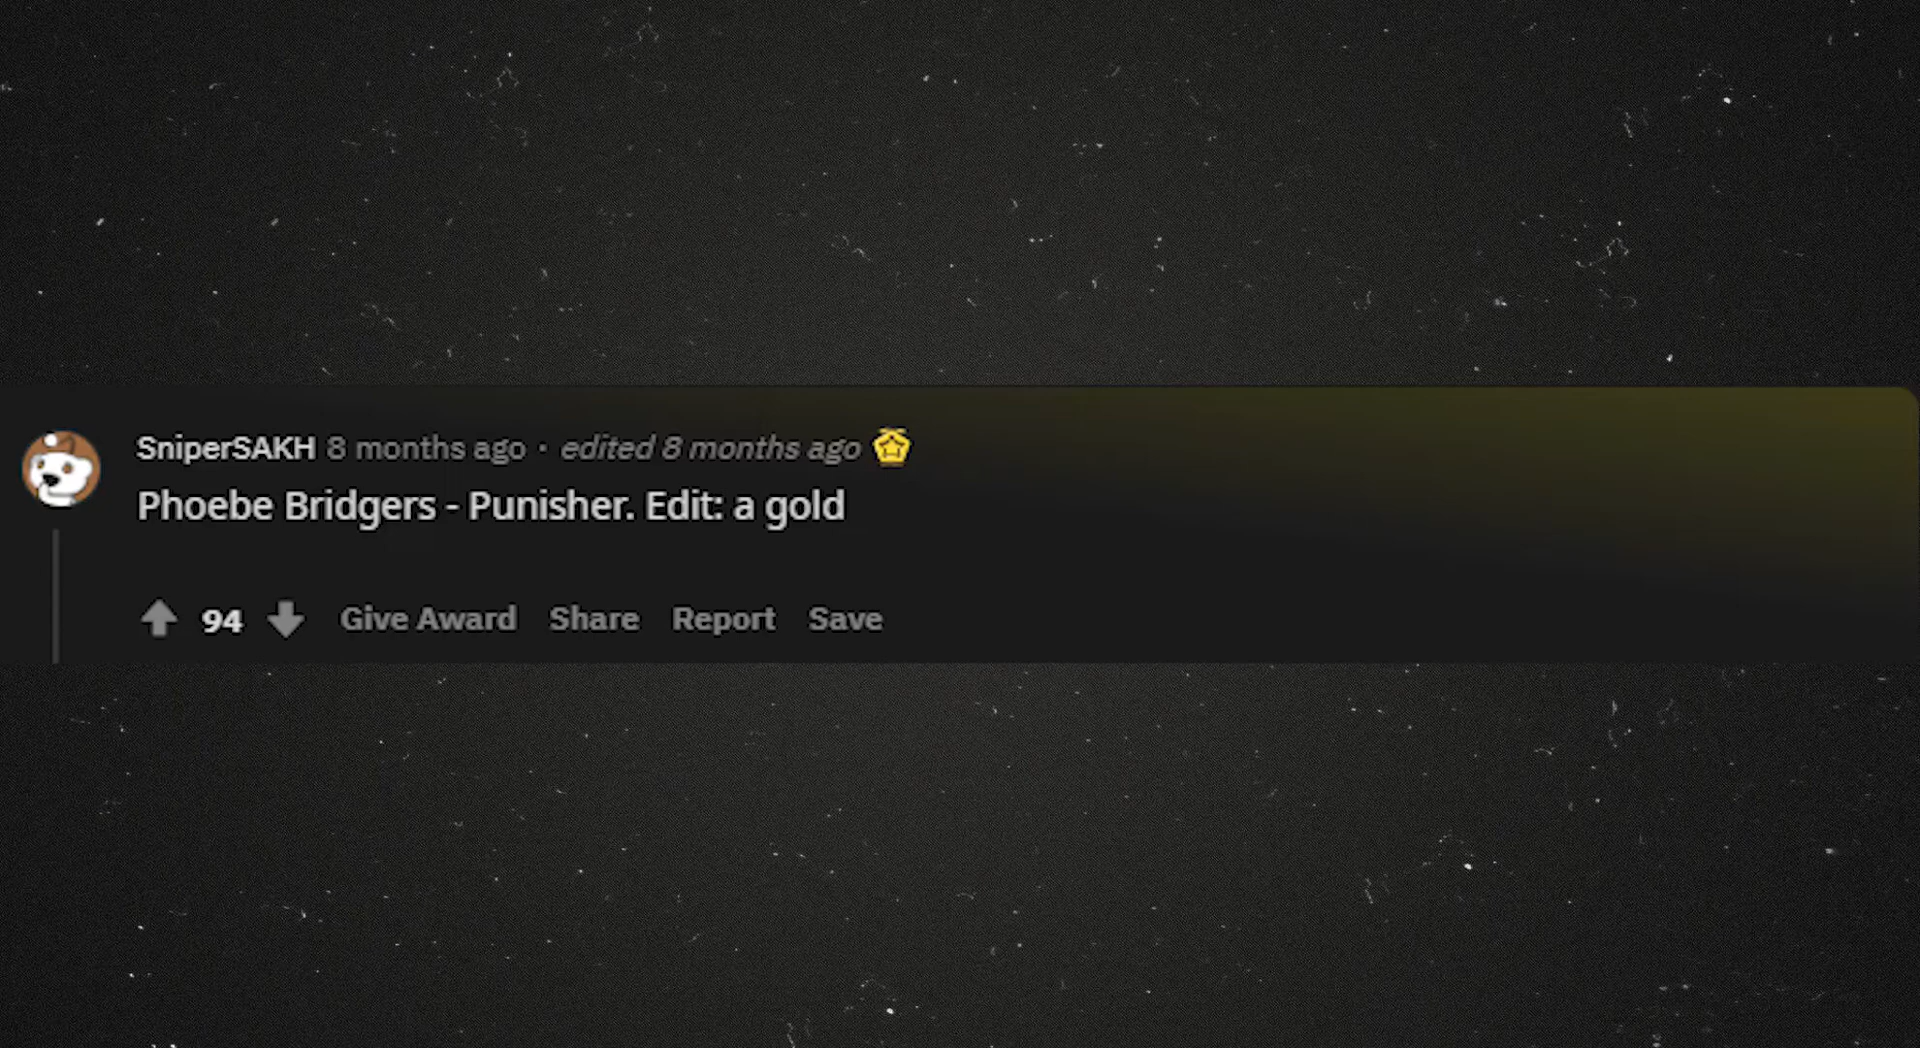 SniperSAKH 8 months ago · edited 8 months ago
Phoebe Bridgers - Punisher. Edit: a gold
94 Give Award Share Report Save